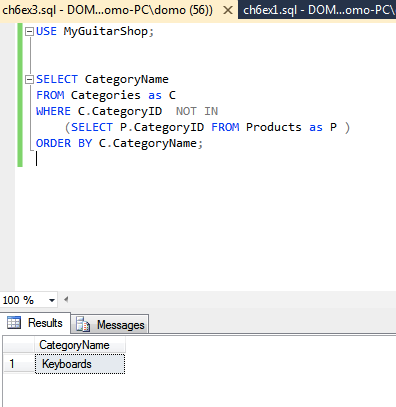 ch6ex3.sql - DOM...omo-PC\domo (56)) ch6ex1.sql - DOM...omo-PC\
USE MyGuitarShop;
SELECT CategoryName
FROM Categories as C
WHERE C.CategoryID  NOT IN
(SELECT P.CategoryID FROM Products as P )
ORDER BY C.CategoryName;
100 %
Results Messages
CategoryName
1 Keyboards